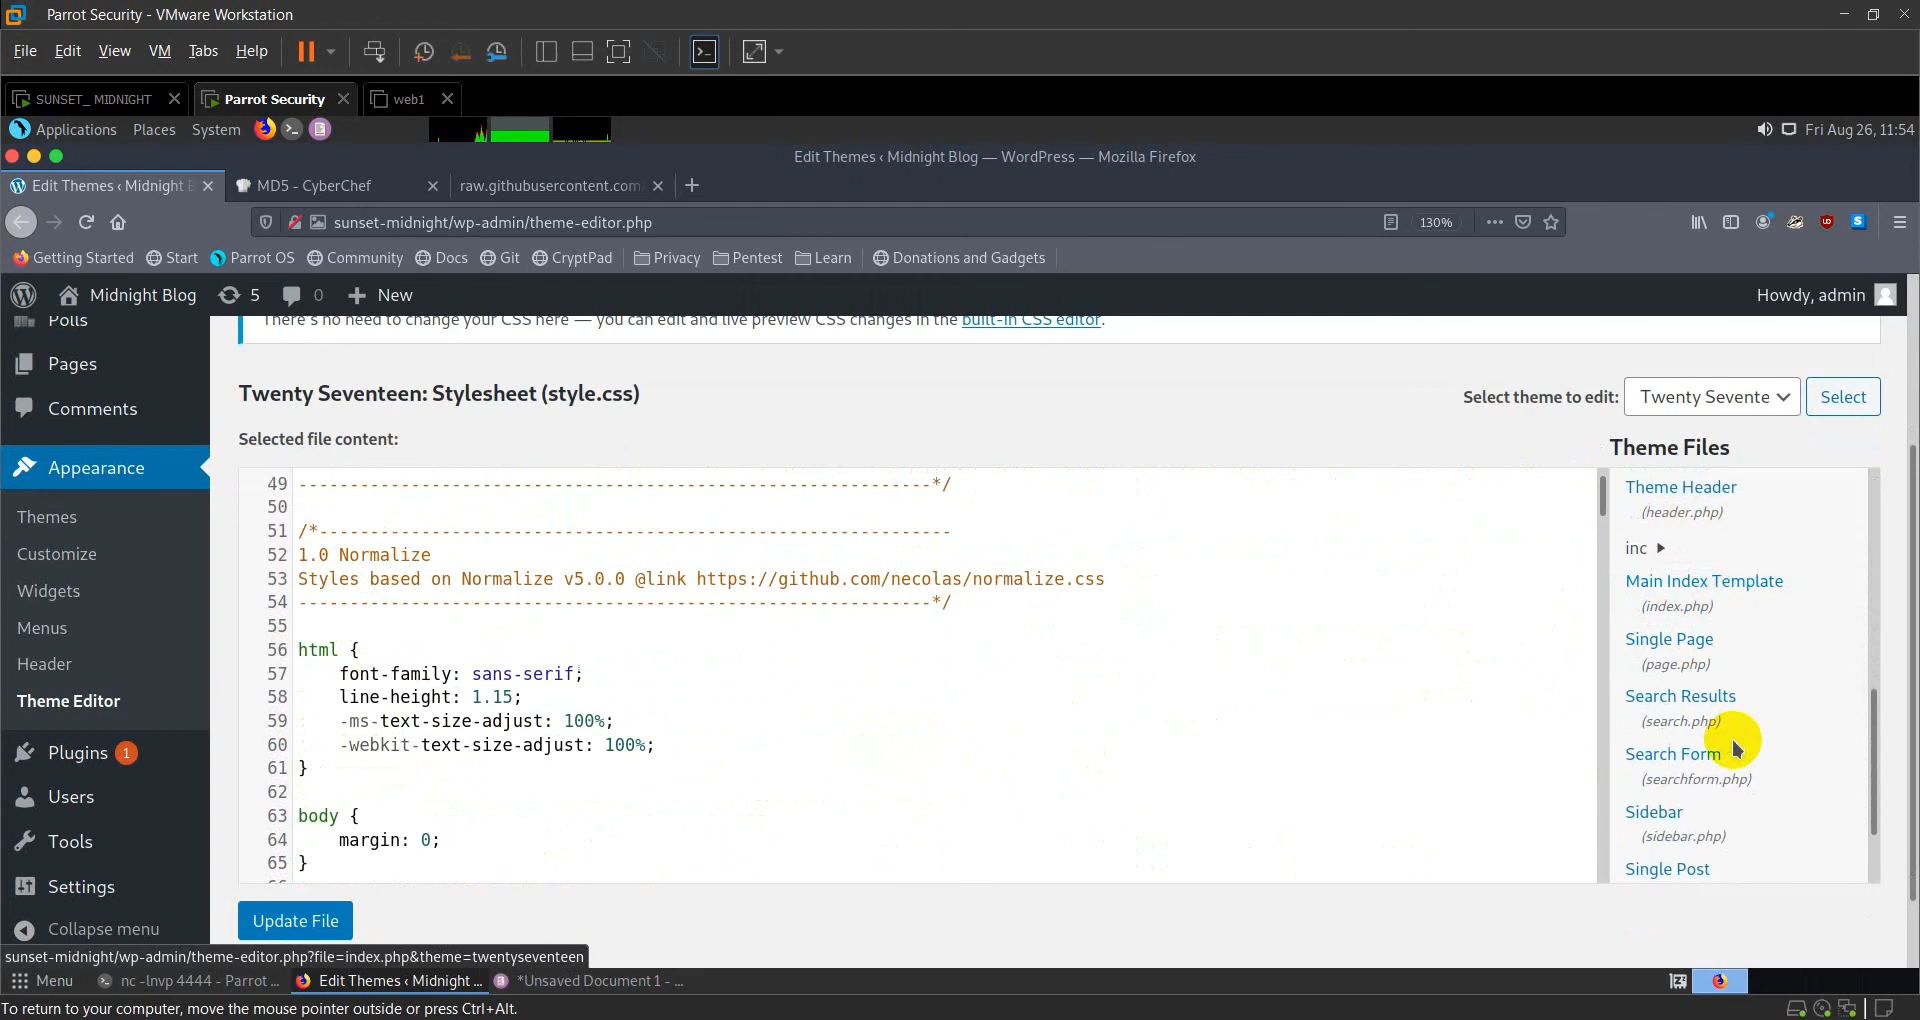 Parrot Security - VMware Workstation
File Edit View VM Tabs Help
SUNSET_ MIDNIGHT Parrot Security web1
Applications Places System Fri Aug 26, 11:54
Edit Themes ‹ Midnight Blog — WordPress — Mozilla Firefox
Edit Themes ‹ Midnight B MD5 - CyberChef raw.githubusercontent.com
sunset-midnight/wp-admin/theme-editor.php 130%
Getting Started Start Parrot OS Community Docs Git CryptPad Privacy Pentest Learn Donations and Gadgets
Midnight Blog 5 0 New Howdy, admin
Polls
There's no need to change your CSS here — you can edit and live preview CSS changes in the built-in CSS editor.
Pages
Comments
Appearance
Themes
Customize
Widgets
Menus
Header
Theme Editor
Plugins 1
Users
Tools
Settings
Collapse menu
Twenty Seventeen: Stylesheet (style.css)
Select theme to edit: Twenty Sevente Select
Selected file content:
49 --------------------------------------------------------------*/
50
51 /*--------------------------------------------------------------
52 1.0 Normalize
53 Styles based on Normalize v5.0.0 @link https://github.com/necolas/normalize.css
54 --------------------------------------------------------------*/
55
56 html {
57 font-family: sans-serif;
58 line-height: 1.15;
59 -ms-text-size-adjust: 100%;
60 -webkit-text-size-adjust: 100%;
61 }
62
63 body {
64 margin: 0;
65 }
Theme Files
Theme Header
(header.php)
inc
Main Index Template
(index.php)
Single Page
(page.php)
Search Results
(search.php)
Search Form
(searchform.php)
Sidebar
(sidebar.php)
Single Post
Update File
sunset-midnight/wp-admin/theme-editor.php?file=index.php&theme=twentyseventeen
Menu nc -lnvp 4444 - Parrot ... Edit Themes ‹ Midnight ... *Unsaved Document 1 - ...
To return to your computer, move the mouse pointer outside or press Ctrl+Alt.